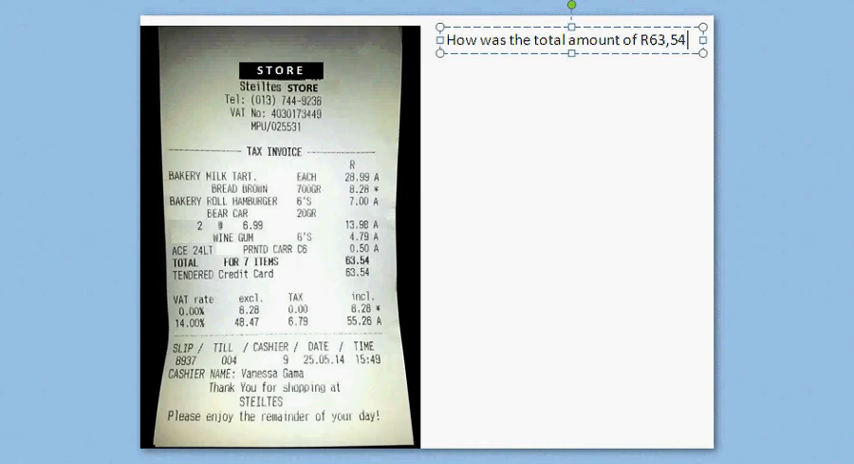 STORE
Steiltes STORE
Tel: (013) 744-9238
VAT No: 4030173449
MPU/025531
TAX INVOICE
R
BAKERY MILK TART. EACH 28.99 A
BREAD BROWN 700GR 8.28 *
BAKERY ROLL HAMBURGER 6'S 7.00 A
BEAR CAR 20GR
2 @ 6.99 13.98 A
WINE GUM 6'S 4.79 A
ACE 24LT PRNTD CARR C6 0.50 A
TOTAL FOR 7 ITEMS 63.54
TENDERED Credit Card 63.54
VAT rate excl. TAX incl.
0.00% 8.28 0.00 8.28 *
14.00% 48.47 6.79 55.26 A
SLIP / TILL / CASHIER / DATE / TIME
8937 004 9 25.05.14 15:49
CASHIER NAME: Vanessa Gama
Thank You for shopping at
STEILTES
Please enjoy the remainder of your day!
How was the total amount of R63,54